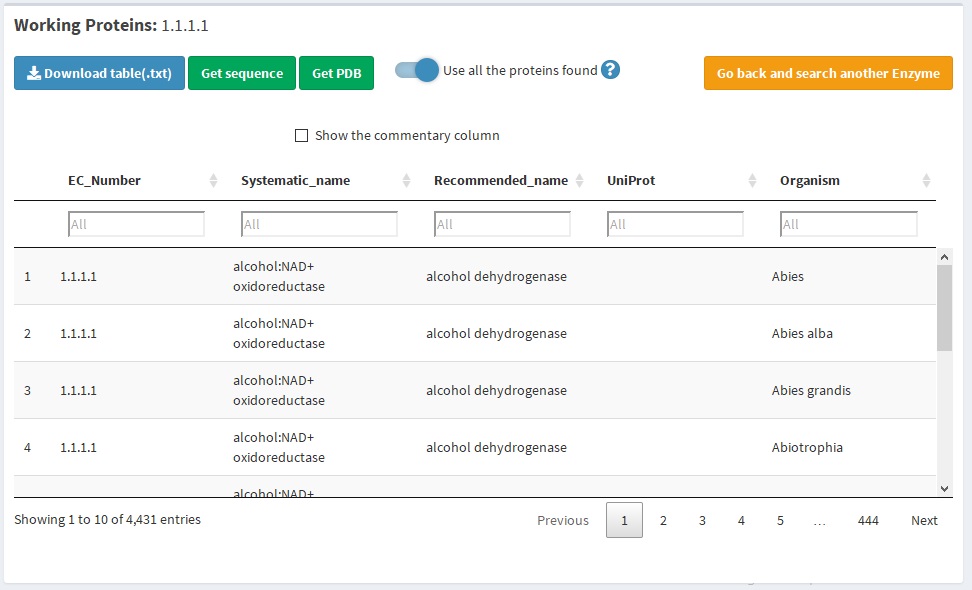 Working Proteins: 1.1.1.1
Download table(.txt) Get sequence Get PDB Use all the proteins found ? Go back and search another Enzyme
Show the commentary column
EC_Number Systematic_name Recommended_name UniProt Organism
All All All All All
1 1.1.1.1 alcohol:NAD+ oxidoreductase alcohol dehydrogenase Abies
2 1.1.1.1 alcohol:NAD+ oxidoreductase alcohol dehydrogenase Abies alba
3 1.1.1.1 alcohol:NAD+ oxidoreductase alcohol dehydrogenase Abies grandis
4 1.1.1.1 alcohol:NAD+ oxidoreductase alcohol dehydrogenase Abiotrophia
alcohol:NAD+
Showing 1 to 10 of 4,431 entries Previous 1 2 3 4 5 … 444 Next